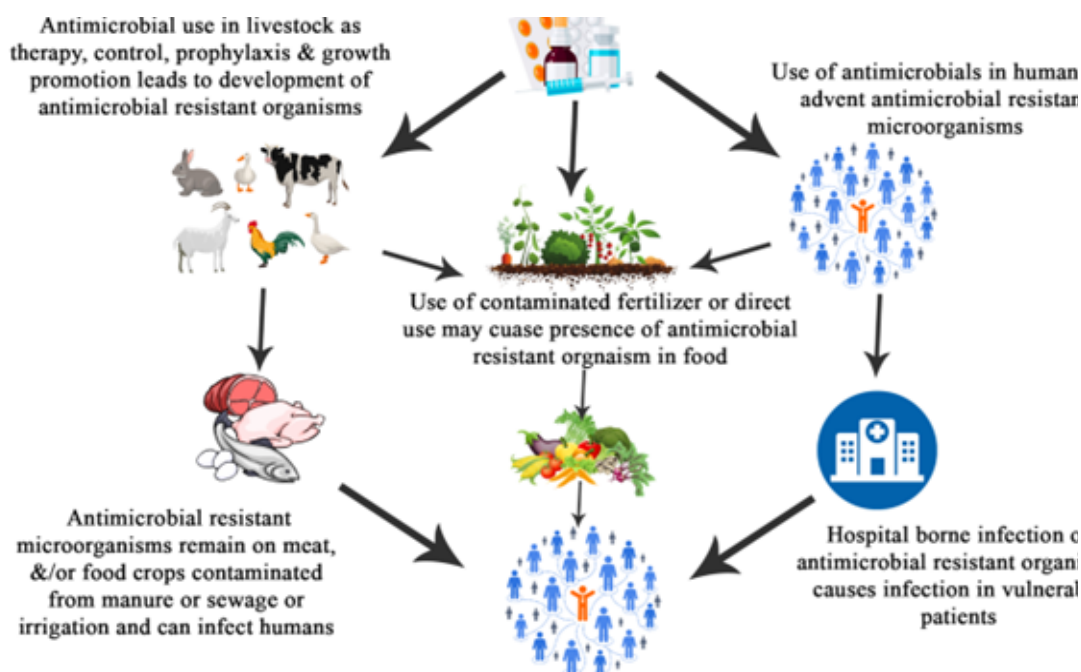 Antimicrobial use in livestock as
therapy, control, prophylaxis & growth
promotion leads to development of
antimicrobial resistant organisms
Use of antimicrobials in human
advent antimicrobial resistan
microorganisms
Use of contaminated fertilizer or direct
use may cuase presence of antimicrobial
resistant orgnaism in food
Antimicrobial resistant
microorganisms remain on meat,
&/or food crops contaminated
from manure or sewage or
irrigation and can infect humans
Hospital borne infection o
antimicrobial resistant organi
causes infection in vulnerab
patients